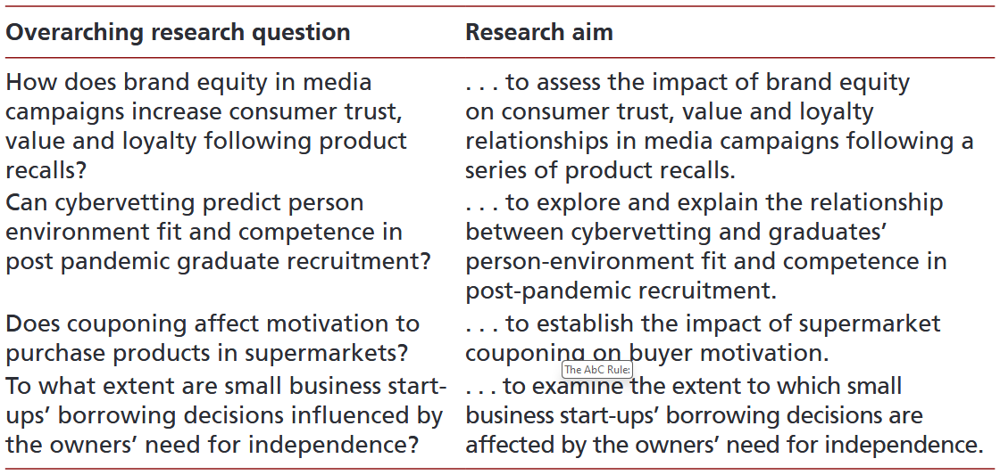 Overarching research question
Research aim
How does brand equity in media
campaigns increase consumer trust,
value and loyalty following product
recalls?
. . . to assess the impact of brand equity
on consumer trust, value and loyalty
relationships in media campaigns following a
series of product recalls.
Can cybervetting predict person
environment fit and competence in
post pandemic graduate recruitment?
. . . to explore and explain the relationship
between cybervetting and graduates’
person-environment fit and competence in
post-pandemic recruitment.
Does couponing affect motivation to
purchase products in supermarkets?
. . . to establish the impact of supermarket
couponing on buyer motivation.
The AbC Rule:
To what extent are small business start-
ups’ borrowing decisions influenced by
the owners’ need for independence?
. . . to examine the extent to which small
business start-ups’ borrowing decisions are
affected by the owners’ need for independence.